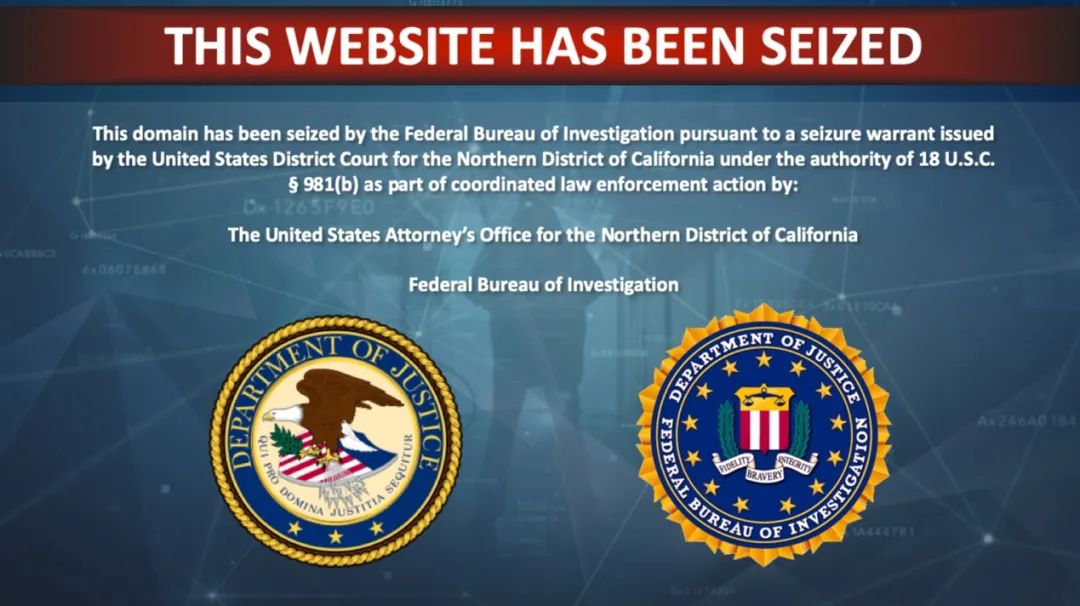 THIS WEBSITE HAS BEEN SEIZED
This domain has been seized by the Federal Bureau of Investigation pursuant to a seizure warrant issued
by the United States District Court for the Northern District of California under the authority of 18 U.S.C.
§ 981(b) as part of coordinated law enforcement action by:
The United States Attorney’s Office for the Northern District of California
Federal Bureau of Investigation
DEPARTMENT OF JUSTICE
QUI PRO DOMINA JUSTITIA SEQUITUR
DEPARTMENT OF JUSTICE
FIDELITY BRAVERY INTEGRITY
FEDERAL BUREAU OF INVESTIGATION